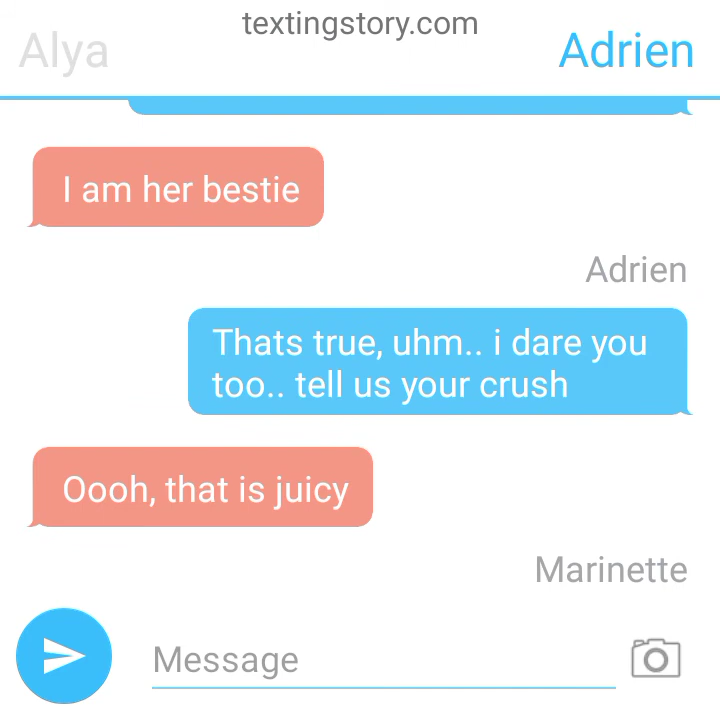 textingstory.com
Alya
Adrien
I am her bestie
Adrien
Thats true, uhm.. i dare you
too.. tell us your crush
Oooh, that is juicy
Marinette
Message